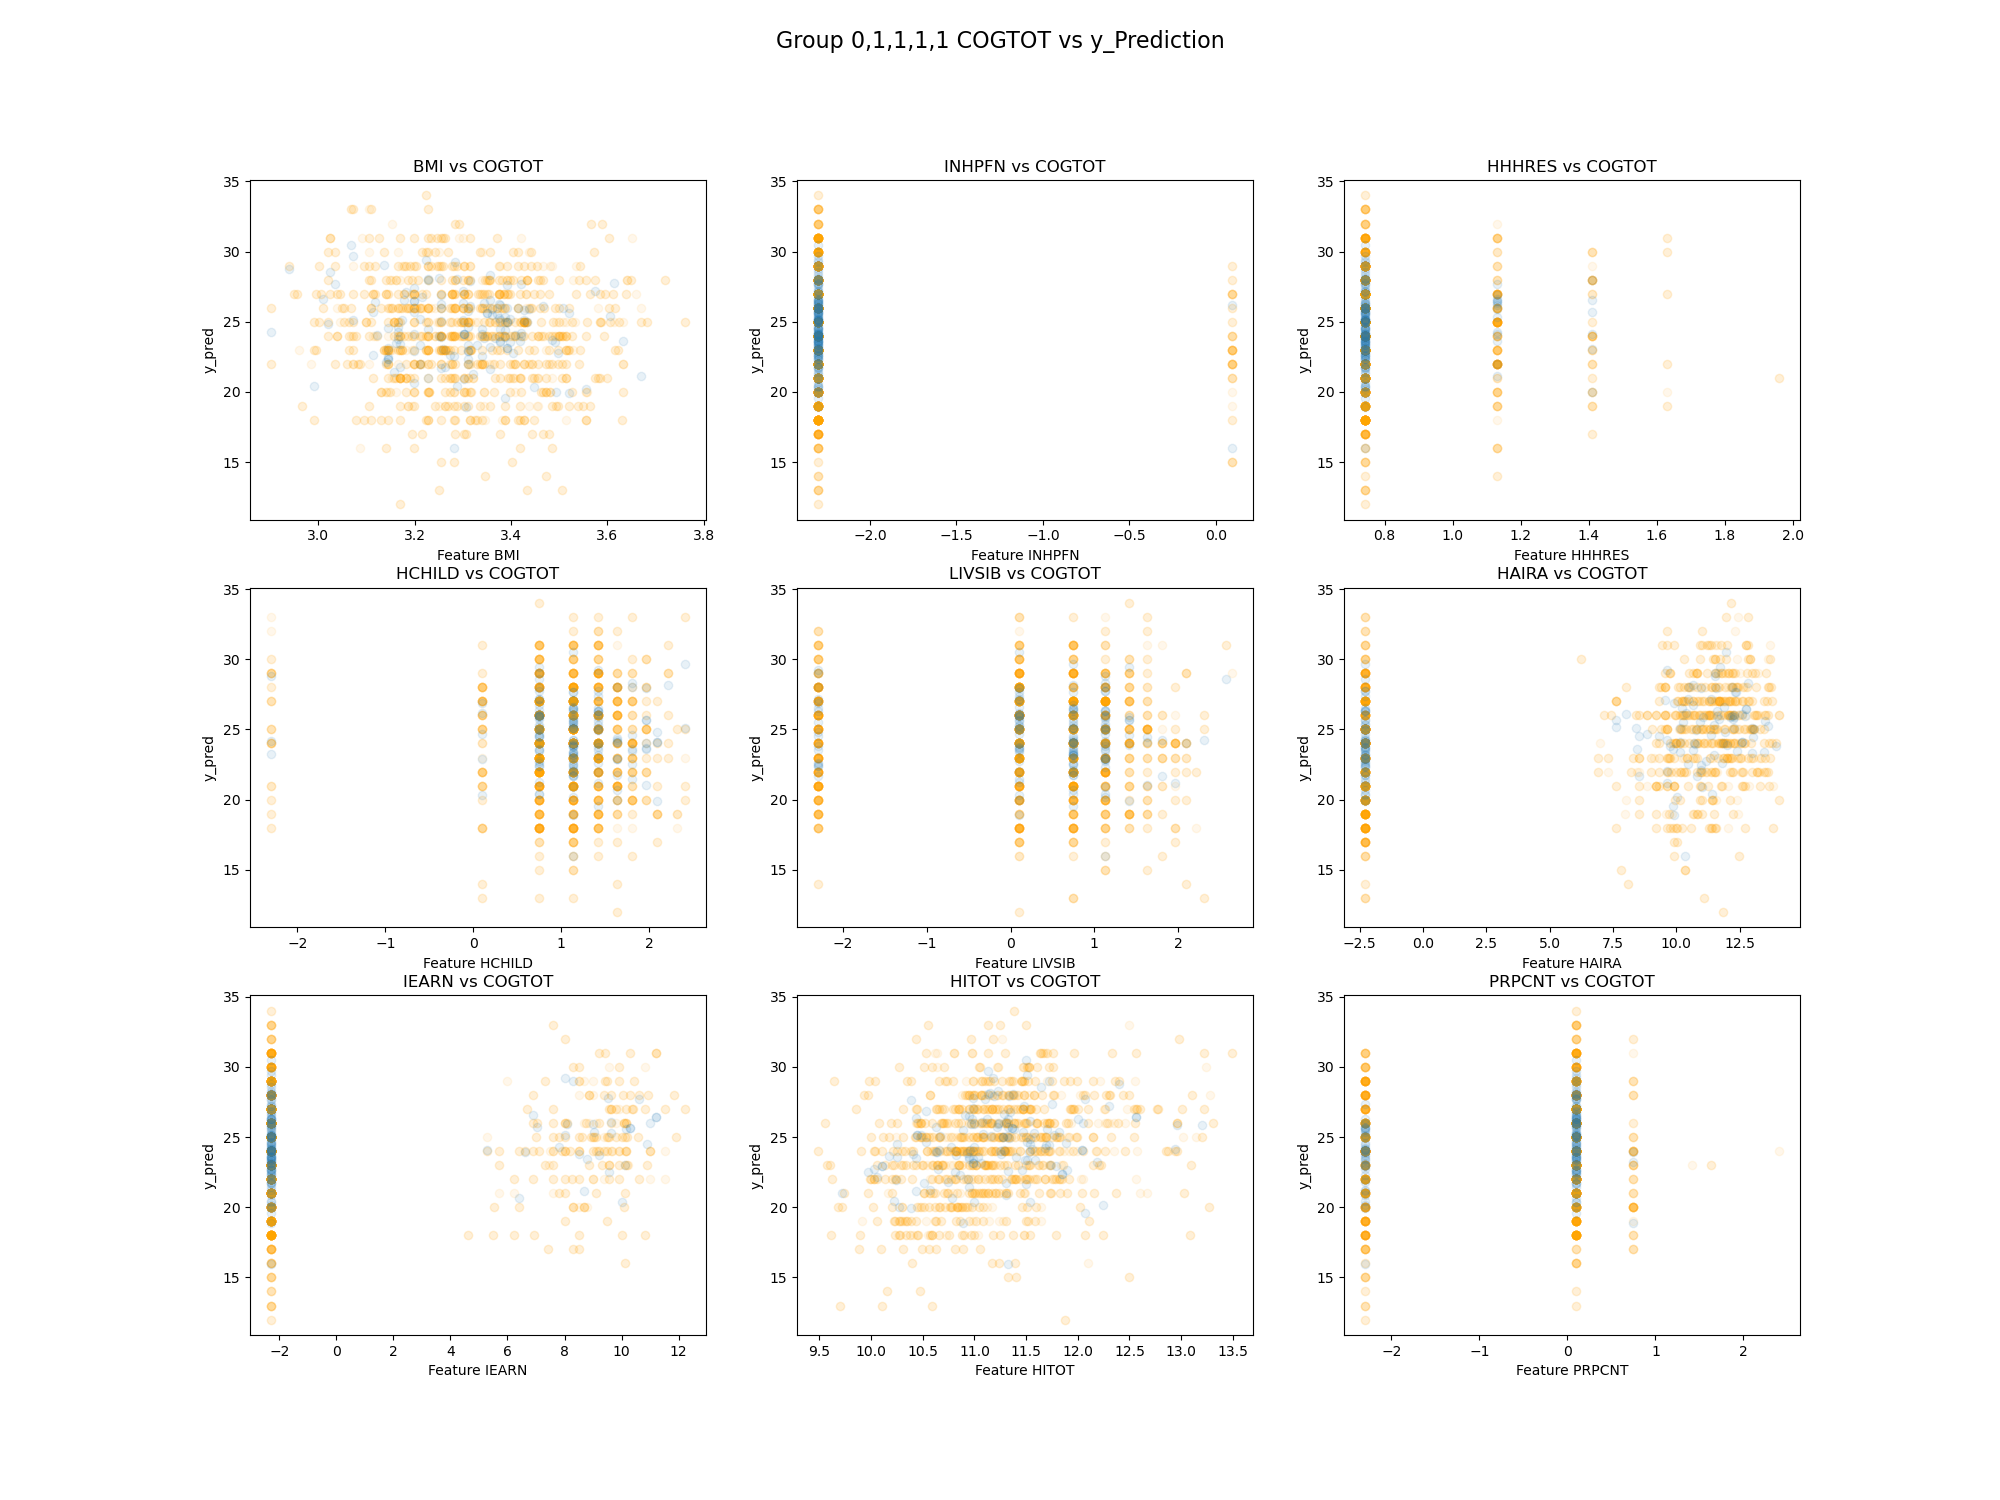 Group 0,1,1,1,1 COGTOT vs y_Prediction
BMI vs COGTOT
35
30
25
20
15
y_pred
3.0 3.2 3.4 3.6 3.8
Feature BMI
INHPFN vs COGTOT
35
30
25
20
15
y_pred
−2.0 −1.5 −1.0 −0.5 0.0
Feature INHPFN
HHHRES vs COGTOT
35
30
25
20
15
y_pred
0.8 1.0 1.2 1.4 1.6 1.8 2.0
Feature HHHRES
HCHILD vs COGTOT
35
30
25
20
15
y_pred
−2 −1 0 1 2
Feature HCHILD
LIVSIB vs COGTOT
35
30
25
20
15
y_pred
−2 −1 0 1 2
Feature LIVSIB
HAIRA vs COGTOT
35
30
25
20
15
y_pred
−2.5 0.0 2.5 5.0 7.5 10.0 12.5
Feature HAIRA
IEARN vs COGTOT
35
30
25
20
15
y_pred
−2 0 2 4 6 8 10 12
Feature IEARN
HITOT vs COGTOT
35
30
25
20
15
y_pred
9.5 10.0 10.5 11.0 11.5 12.0 12.5 13.0 13.5
Feature HITOT
PRPCNT vs COGTOT
35
30
25
20
15
y_pred
−2 −1 0 1 2
Feature PRPCNT